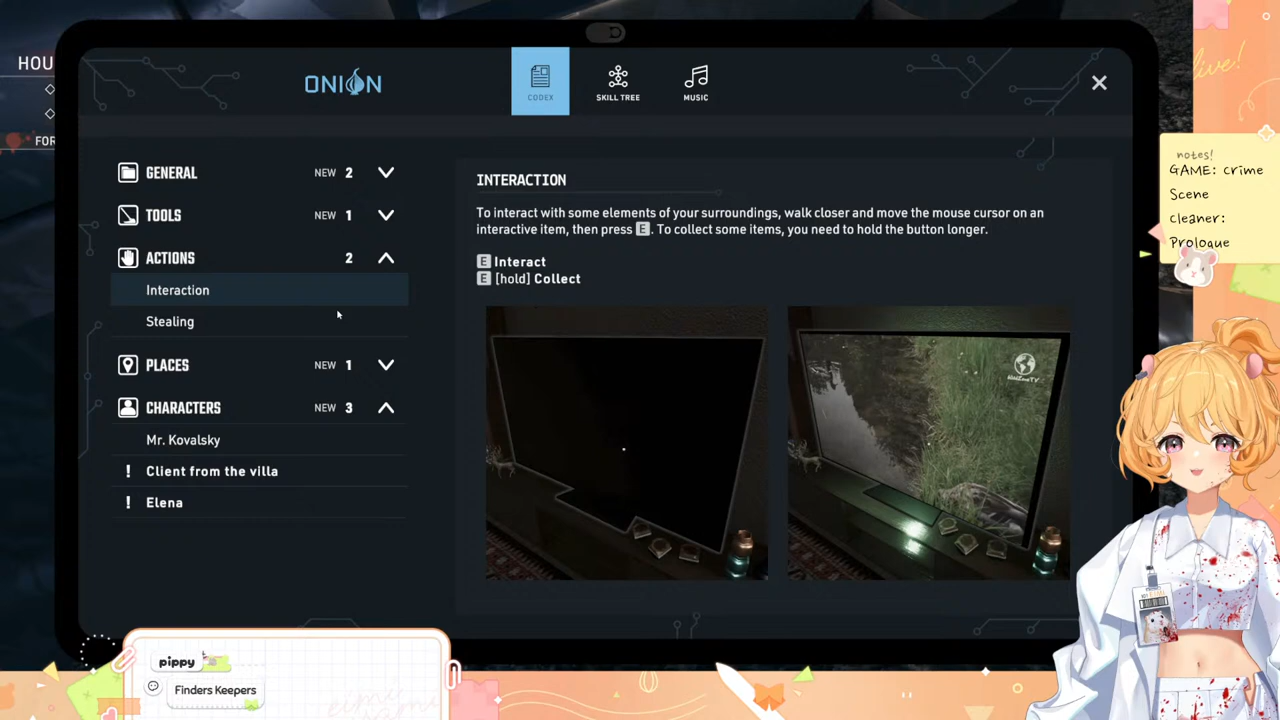 HOU
FOR
ONION
CODEX
SKILL TREE
MUSIC
GENERAL NEW 2
TOOLS NEW 1
ACTIONS 2
Interaction
Stealing
PLACES NEW 1
CHARACTERS NEW 3
Mr. Kovalsky
! Client from the villa
! Elena
INTERACTION
To interact with some elements of your surroundings, walk closer and move the mouse cursor on an
interactive item, then press E. To collect some items, you need to hold the button longer.
E Interact
E [hold] Collect
live!
notes!
GAME: crime
Scene
cleaner:
Prologue
pippy
Finders Keepers